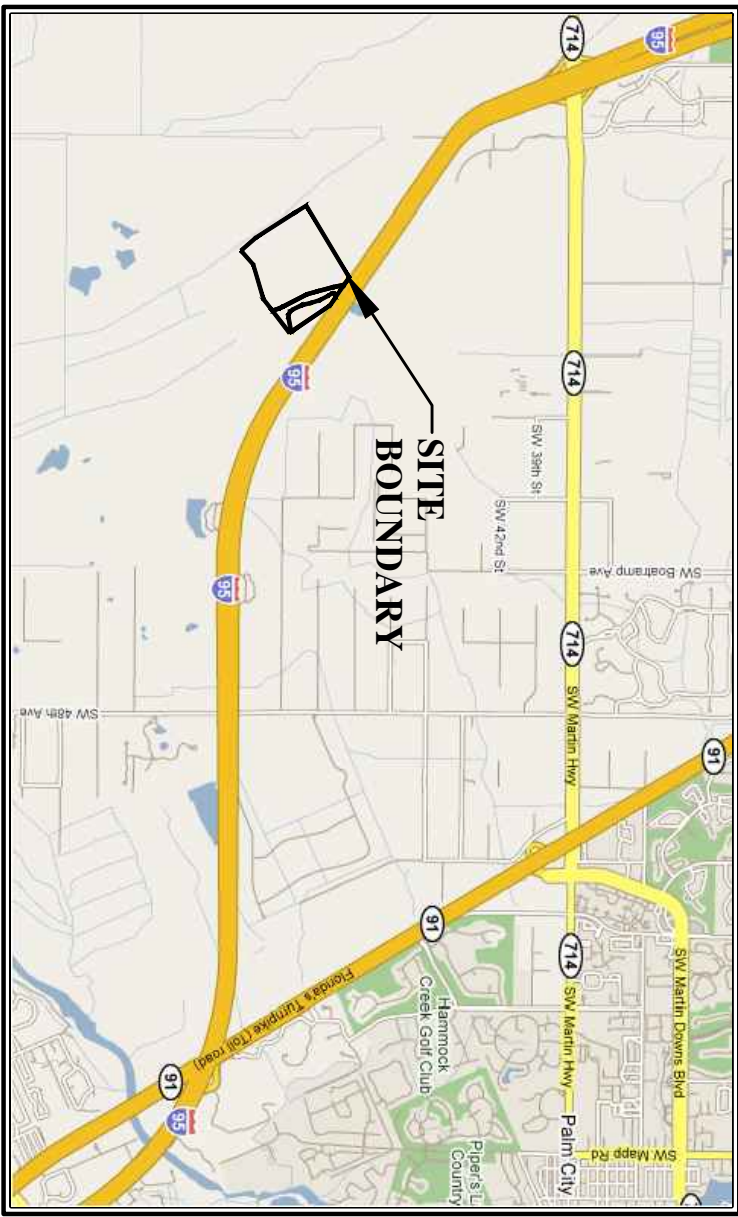 95
714
91
SW Martin Downs Blvd
SW Mapp Rd
Palm City
714
714
SW Martin Hwy
714
SW Martin Hwy
SW Boatramp Ave
SW 39th St
SW 42nd St
SITE
BOUNDARY
91
Hammock
Creek Golf Club
Piper's L
Country
Florida's Turnpike (Toll road)
95
95
SW 48th Ave
91
95